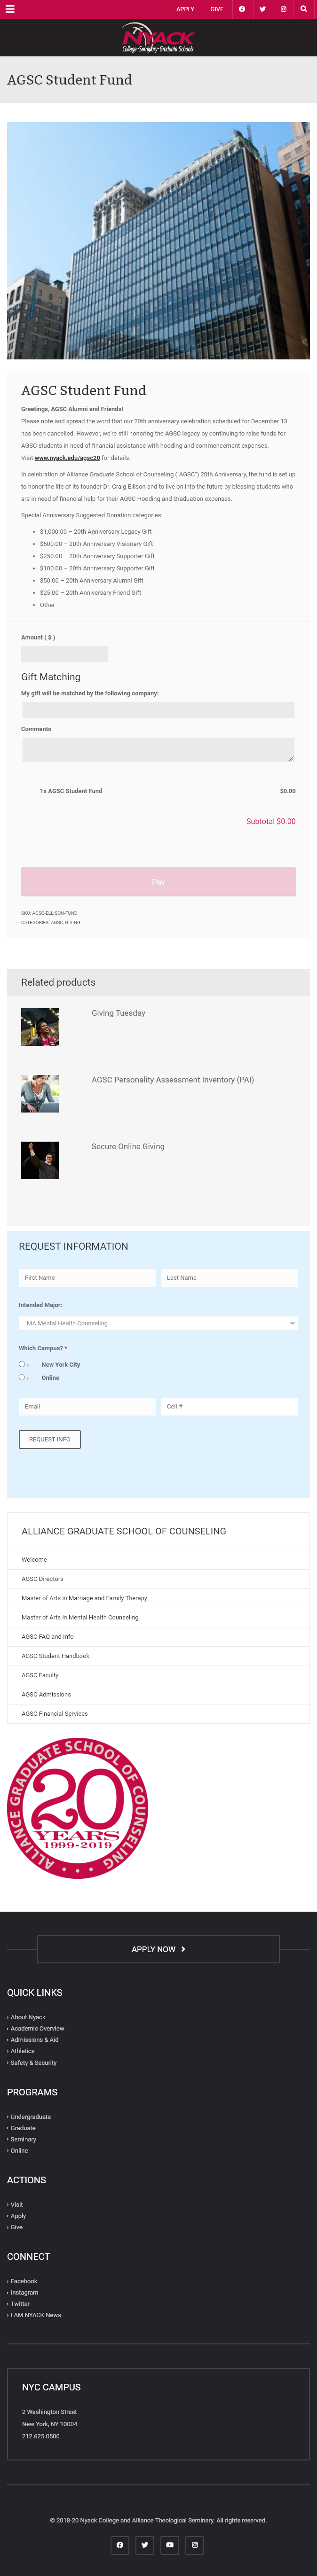 APPLY GIVE
NYACK
College • Seminary • Graduate Schools
AGSC Student Fund
AGSC Student Fund
Greetings, AGSC Alumni and Friends!
Please note and spread the word that our 20th anniversary celebration scheduled for December 13
has been cancelled. However, we're still honoring the AGSC legacy by continuing to raise funds for
AGSC students in need of financial assistance with hooding and commencement expenses.
Visit www.nyack.edu/agsc20 for details.
In celebration of Alliance Graduate School of Counseling ("AGSC") 20th Anniversary, the fund is set up
to honor the life of its founder Dr. Craig Ellison and to live on into the future by blessing students who
are in need of financial help for their AGSC Hooding and Graduation expenses.
Special Anniversary Suggested Donation categories:
• $1,000.00 – 20th Anniversary Legacy Gift
• $500.00 – 20th Anniversary Visionary Gift
• $250.00 – 20th Anniversary Supporter Gift
• $100.00 – 20th Anniversary Supporter Gift
• $50.00 – 20th Anniversary Alumni Gift
• $25.00 – 20th Anniversary Friend Gift
• Other
Amount ( $ )
Gift Matching
My gift will be matched by the following company:
Comments
1x AGSC Student Fund $0.00
Subtotal $0.00
Pay
SKU: AGSC-ELLISON-FUND
CATEGORIES: AGSC, GIVING
Related products
Giving Tuesday
AGSC Personality Assessment Inventory (PAI)
Secure Online Giving
REQUEST INFORMATION
First Name Last Name
Intended Major:
MA Mental Health Counseling
Which Campus? *
New York City
Online
Email Cell #
REQUEST INFO
ALLIANCE GRADUATE SCHOOL OF COUNSELING
Welcome
AGSC Directors
Master of Arts in Marriage and Family Therapy
Master of Arts in Mental Health Counseling
AGSC FAQ and Info
AGSC Student Handbook
AGSC Faculty
AGSC Admissions
AGSC Financial Services
ALLIANCE GRADUATE SCHOOL OF COUNSELING
20
YEARS
1999-2019
APPLY NOW
QUICK LINKS
About Nyack
Academic Overview
Admissions & Aid
Athletics
Safety & Security
PROGRAMS
Undergraduate
Graduate
Seminary
Online
ACTIONS
Visit
Apply
Give
CONNECT
Facebook
Instagram
Twitter
I AM NYACK News
NYC CAMPUS
2 Washington Street
New York, NY 10004
212.625.0500
© 2018-20 Nyack College and Alliance Theological Seminary. All rights reserved.